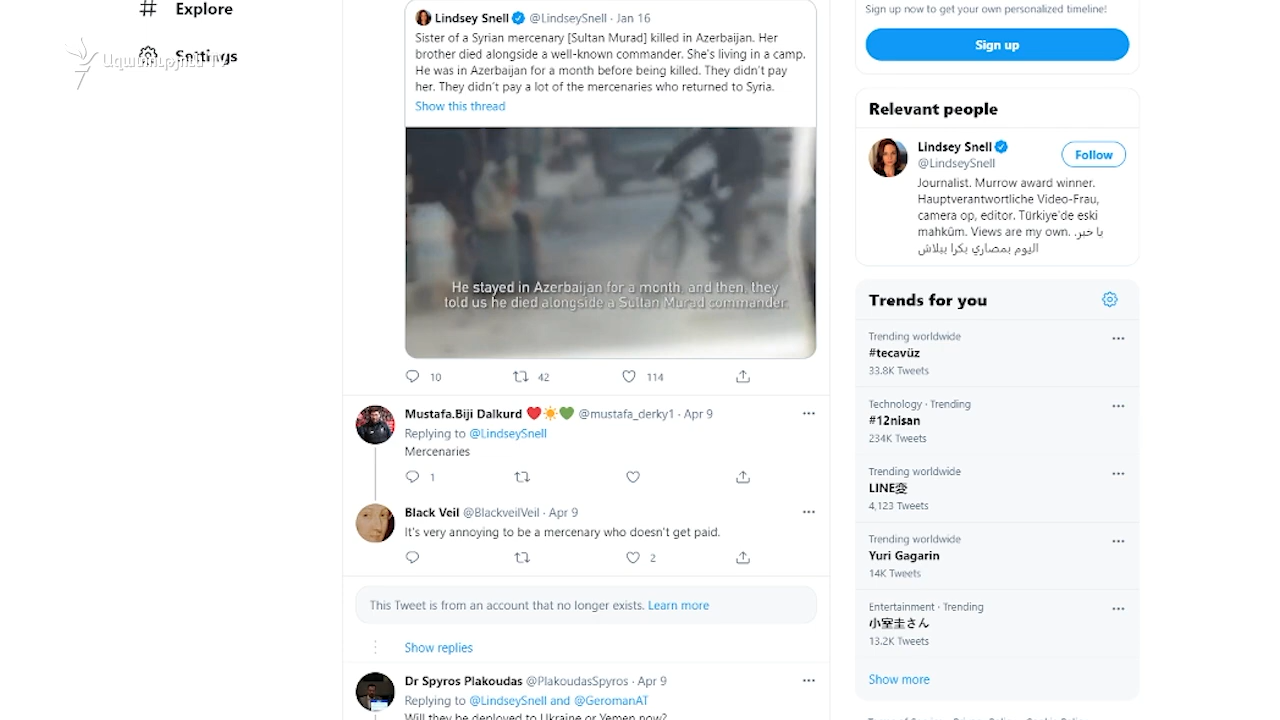 Explore
Settings
Ազատություն TV
Lindsey Snell @LindseySnell · Jan 16
Sister of a Syrian mercenary [Sultan Murad] killed in Azerbaijan. Her
brother died alongside a well-known commander. She's living in a camp.
He was in Azerbaijan for a month before being killed. They didn't pay
her. They didn't pay a lot of the mercenaries who returned to Syria.
Show this thread
He stayed in Azerbaijan for a month, and then, they
told us he died alongside a Sultan Murad commander.
10 42 114
Mustafa.Biji Dalkurd ❤️☀️💚 @mustafa_derky1 · Apr 9
Replying to @LindseySnell
Mercenaries
1
Black Veil @BlackveilVeil · Apr 9
It's very annoying to be a mercenary who doesn't get paid.
2
This Tweet is from an account that no longer exists. Learn more
Show replies
Dr Spyros Plakoudas @PlakoudasSpyros · Apr 9
Replying to @LindseySnell and @GeromanAT
Will they be deployed to Ukraine or Yemen now?
Sign up now to get your own personalized timeline!
Sign up
Relevant people
Lindsey Snell
@LindseySnell
Follow
Journalist. Murrow award winner.
Hauptverantwortliche Video-Frau,
camera op, editor. Türkiye'de eski
mahkûm. Views are my own. يا خبر.
اليوم بمصاري بكرا ببلاش
Trends for you
Trending worldwide
#tecavüz
33.8K Tweets
Technology · Trending
#12nisan
234K Tweets
Trending worldwide
LINE変
4,123 Tweets
Trending worldwide
Yuri Gagarin
14K Tweets
Entertainment · Trending
小室圭さん
13.2K Tweets
Show more
Terms of Service Privacy Policy Cookie Policy